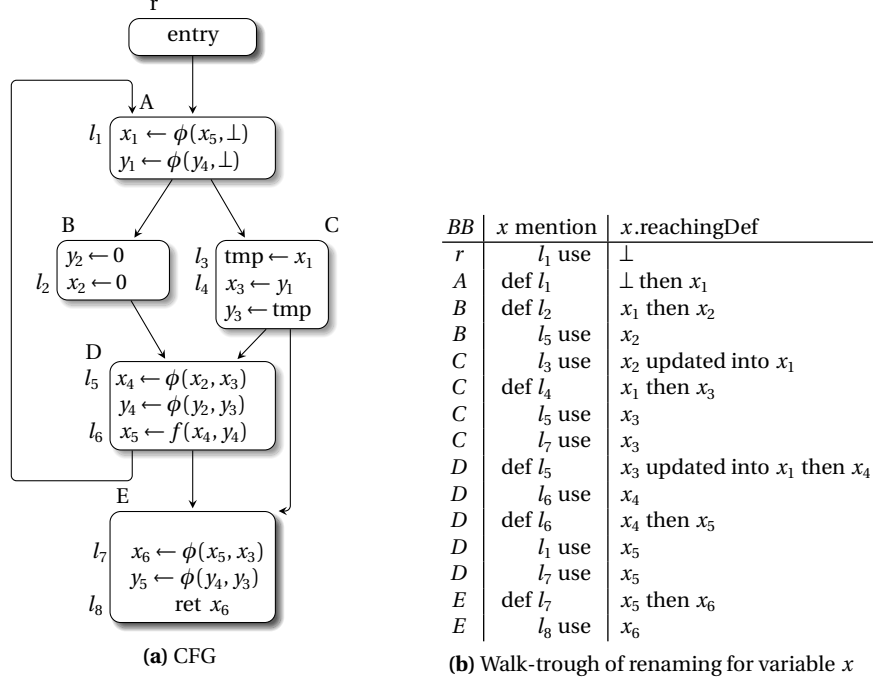 r
entry
A
l₁ x₁ ← ϕ(x₅,⊥)
y₁ ← ϕ(y₄,⊥)
B
y₂ ← 0
l₂ x₂ ← 0
C
l₃ tmp ← x₁
l₄ x₃ ← y₁
y₃ ← tmp
D
l₅ x₄ ← ϕ(x₂, x₃)
y₄ ← ϕ(y₂, y₃)
l₆ x₅ ← f(x₄, y₄)
E
l₇ x₆ ← ϕ(x₅, x₃)
y₅ ← ϕ(y₄, y₃)
l₈ ret x₆
(a) CFG
BB x mention x.reachingDef
r l₁ use ⊥
A def l₁ ⊥ then x₁
B def l₂ x₁ then x₂
B l₅ use x₂
C l₃ use x₂ updated into x₁
C def l₄ x₁ then x₃
C l₅ use x₃
C l₇ use x₃
D def l₅ x₃ updated into x₁ then x₄
D l₆ use x₄
D def l₆ x₄ then x₅
D l₁ use x₅
D l₇ use x₅
E def l₇ x₅ then x₆
E l₈ use x₆
(b) Walk-trough of renaming for variable x